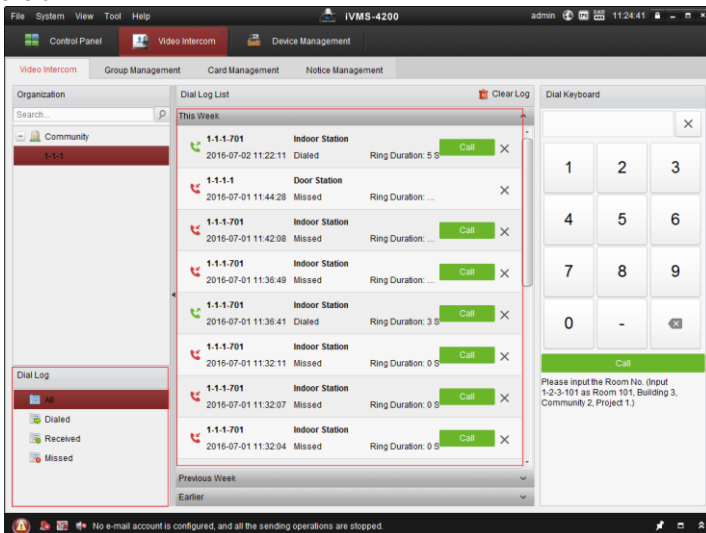 File System View Tool Help
iVMS-4200
admin
11:24:41
Control Panel
Video Intercom
Device Management
Video Intercom
Group Management
Card Management
Notice Management
Organization
Search...
Community
1-1-1
Dial Log
All
Dialed
Received
Missed
Dial Log List
Clear Log
This Week
1-1-1-701 Indoor Station
2016-07-02 11:22:11 Dialed Ring Duration: 5 S
Call
1-1-1-1 Door Station
2016-07-01 11:44:28 Missed Ring Duration: ...
1-1-1-701 Indoor Station
2016-07-01 11:42:08 Missed Ring Duration: ...
Call
1-1-1-701 Indoor Station
2016-07-01 11:36:49 Missed Ring Duration: ...
Call
1-1-1-701 Indoor Station
2016-07-01 11:36:41 Dialed Ring Duration: 3 S
Call
1-1-1-701 Indoor Station
2016-07-01 11:32:11 Missed Ring Duration: 0 S
Call
1-1-1-701 Indoor Station
2016-07-01 11:32:07 Missed Ring Duration: 0 S
Call
1-1-1-701 Indoor Station
2016-07-01 11:32:04 Missed Ring Duration: 0 S
Call
Previous Week
Earlier
Dial Keyboard
1 2 3
4 5 6
7 8 9
0 -
Call
Please input the Room No. (Input
1-2-3-101 as Room 101, Building 3,
Community 2, Project 1.)
No e-mail account is configured, and all the sending operations are stopped.